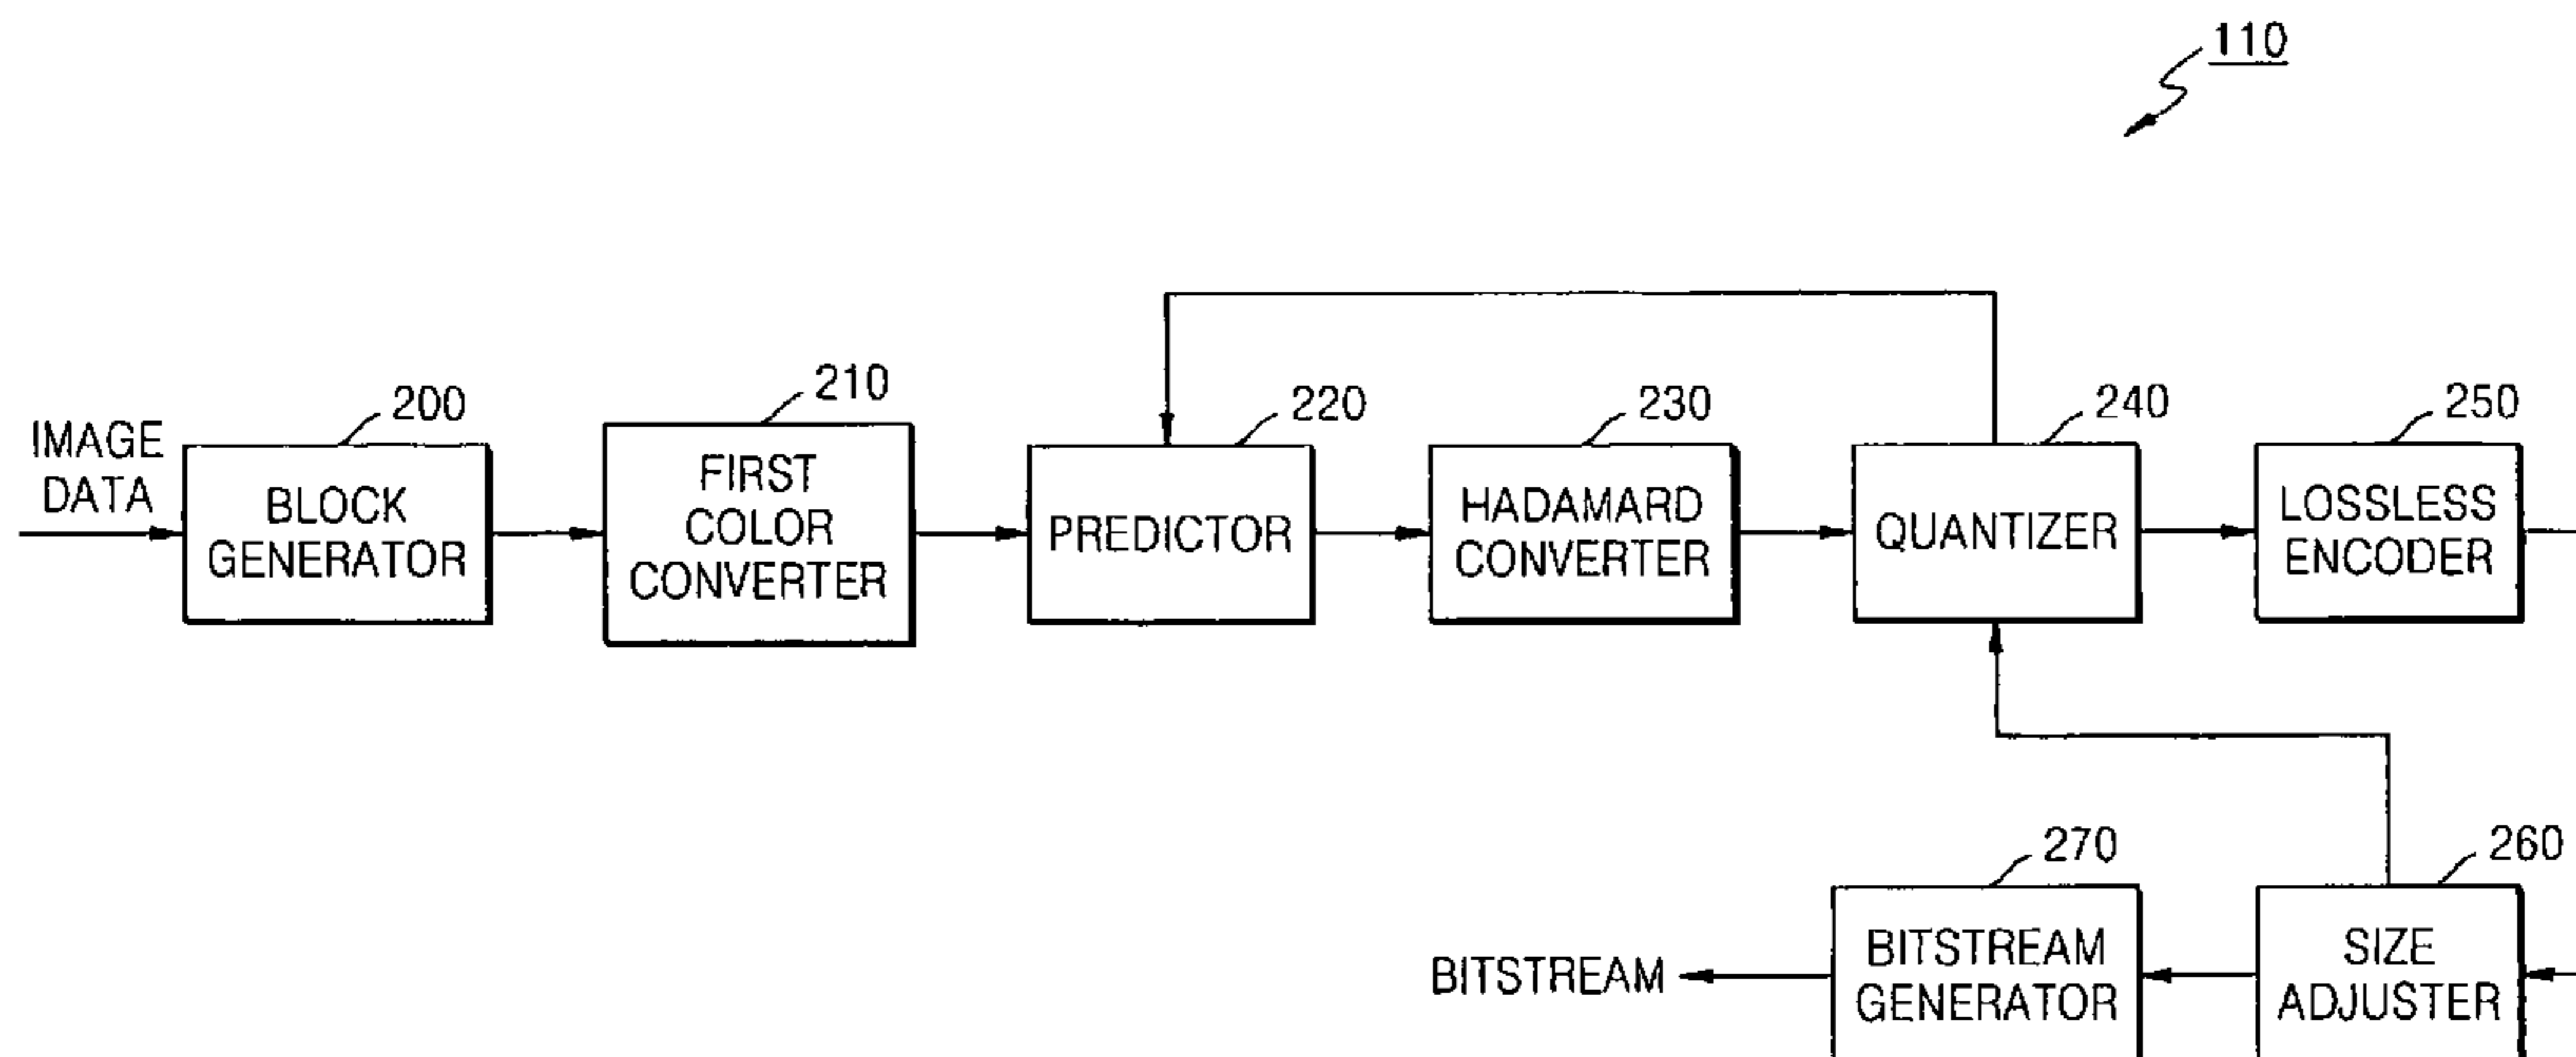 110
IMAGE
DATA
200
BLOCK
GENERATOR
210
FIRST
COLOR
CONVERTER
220
PREDICTOR
230
HADAMARD
CONVERTER
240
QUANTIZER
250
LOSSLESS
ENCODER
260
SIZE
ADJUSTER
270
BITSTREAM
GENERATOR
BITSTREAM